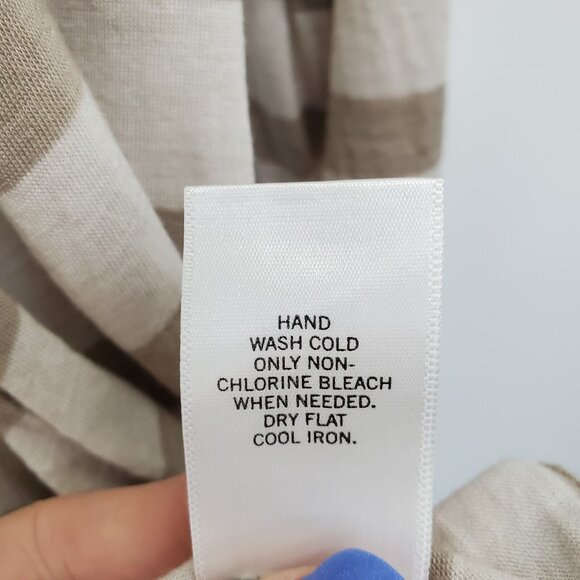 HAND
WASH COLD
ONLY NON-
CHLORINE BLEACH
WHEN NEEDED.
DRY FLAT
COOL IRON.